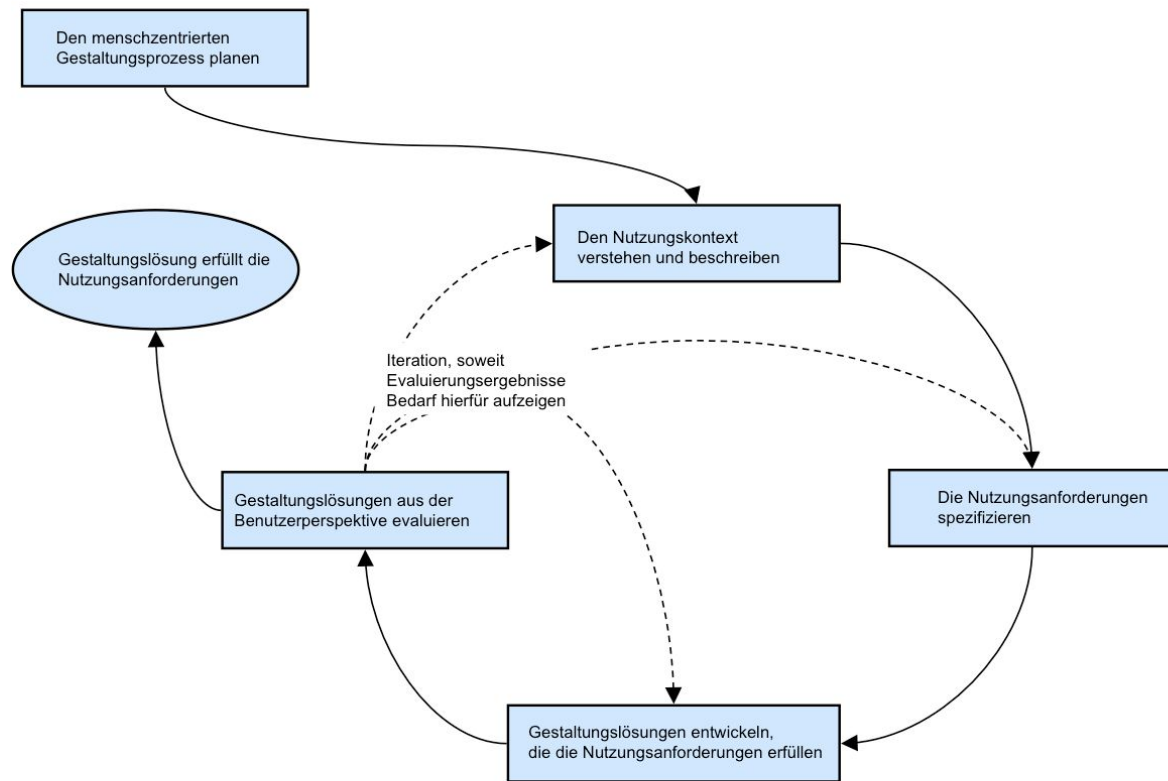 Den menschzentrierten
Gestaltungsprozess planen
Den Nutzungskontext
verstehen und beschreiben
Gestaltungslösung erfüllt die
Nutzungsanforderungen
Iteration, soweit
Evaluierungsergebnisse
Bedarf hierfür aufzeigen
Gestaltungslösungen aus der
Benutzerperspektive evaluieren
Die Nutzungsanforderungen
spezifizieren
Gestaltungslösungen entwickeln,
die die Nutzungsanforderungen erfüllen